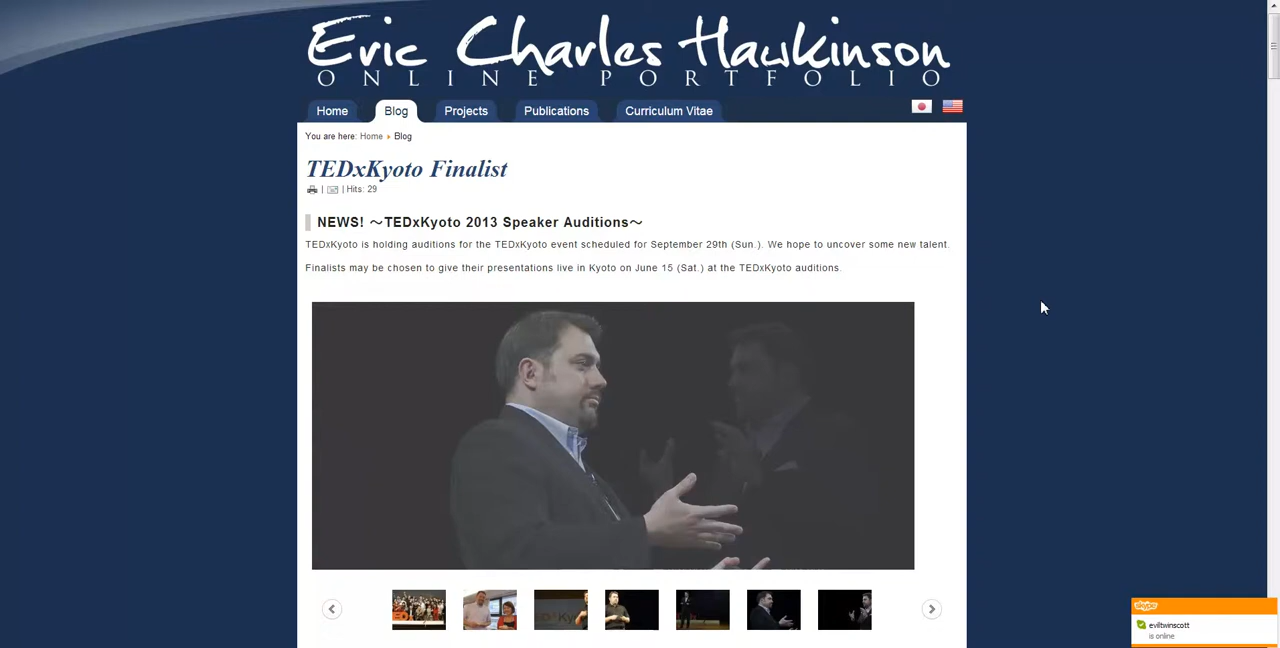 Eric Charles Hawkinson
ONLINE PORTFOLIO
Home Blog Projects Publications Curriculum Vitae
You are here: Home Blog
TEDxKyoto Finalist
| | Hits: 29
NEWS! ～TEDxKyoto 2013 Speaker Auditions～
TEDxKyoto is holding auditions for the TEDxKyoto event scheduled for September 29th (Sun.). We hope to uncover some new talent.
Finalists may be chosen to give their presentations live in Kyoto on June 15 (Sat.) at the TEDxKyoto auditions.
skype
eviltwinscott
is online